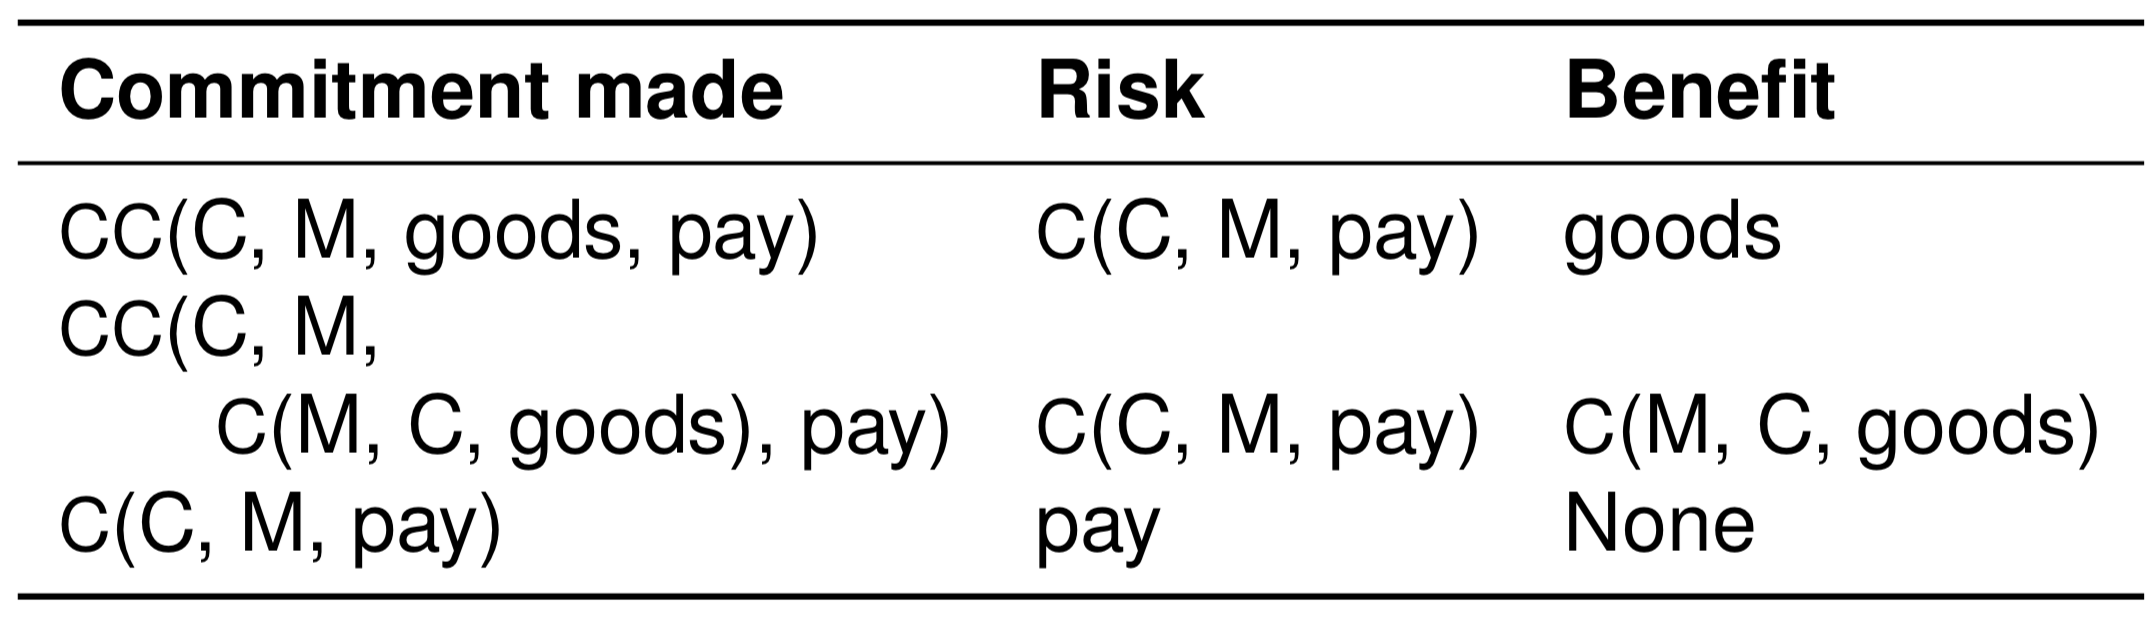 Commitment made Risk Benefit
CC(C, M, goods, pay) C(C, M, pay) goods
CC(C, M,
C(M, C, goods), pay) C(C, M, pay) C(M, C, goods)
C(C, M, pay) pay None